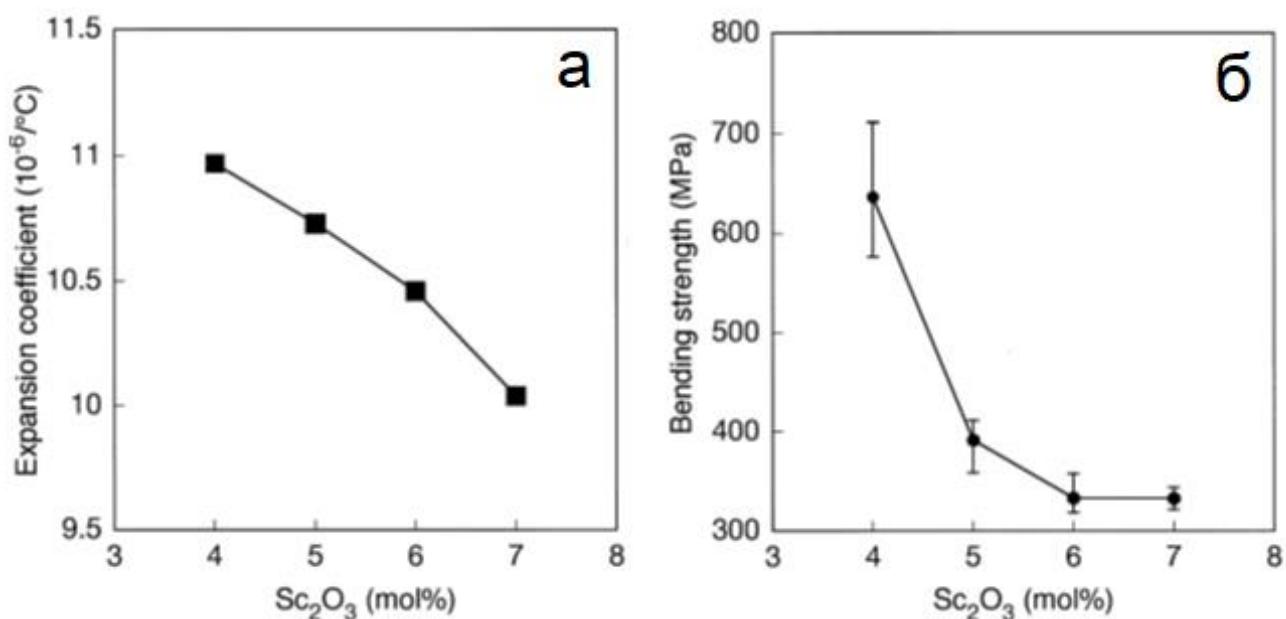 а
Expansion coefficient (10⁻⁶/°C)
11.5
11
10.5
10
9.5
3 4 5 6 7 8
Sc₂O₃ (mol%)
б
Bending strength (MPa)
800
700
600
500
400
300
3 4 5 6 7 8
Sc₂O₃ (mol%)